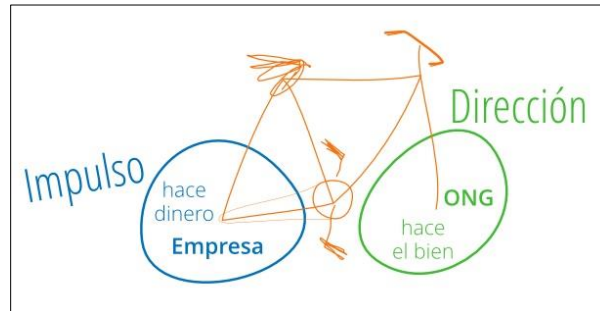 Impulso
hace
dinero
Empresa
Dirección
ONG
hace
el bien